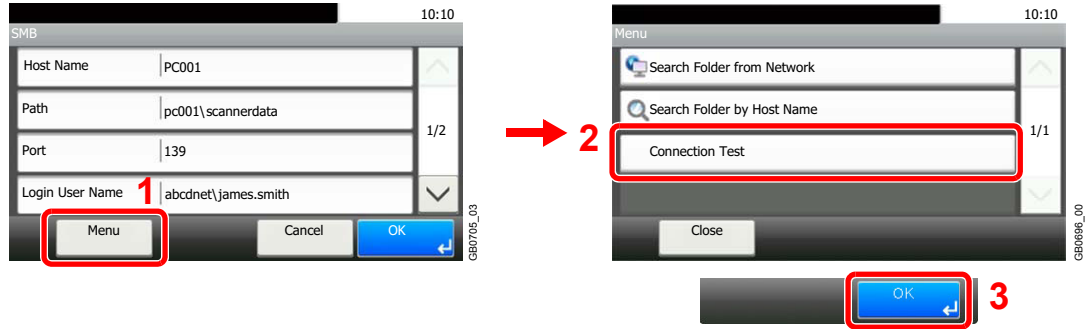 10:10
SMB
Host Name PC001
Path pc001\scannerdata
1/2
Port 139
Login User Name 1 abcdnet\james.smith
Menu Cancel OK
GB0705_03
10:10
Menu
Search Folder from Network
Search Folder by Host Name
1/1
2 Connection Test
Close
GB0696_00
OK 3